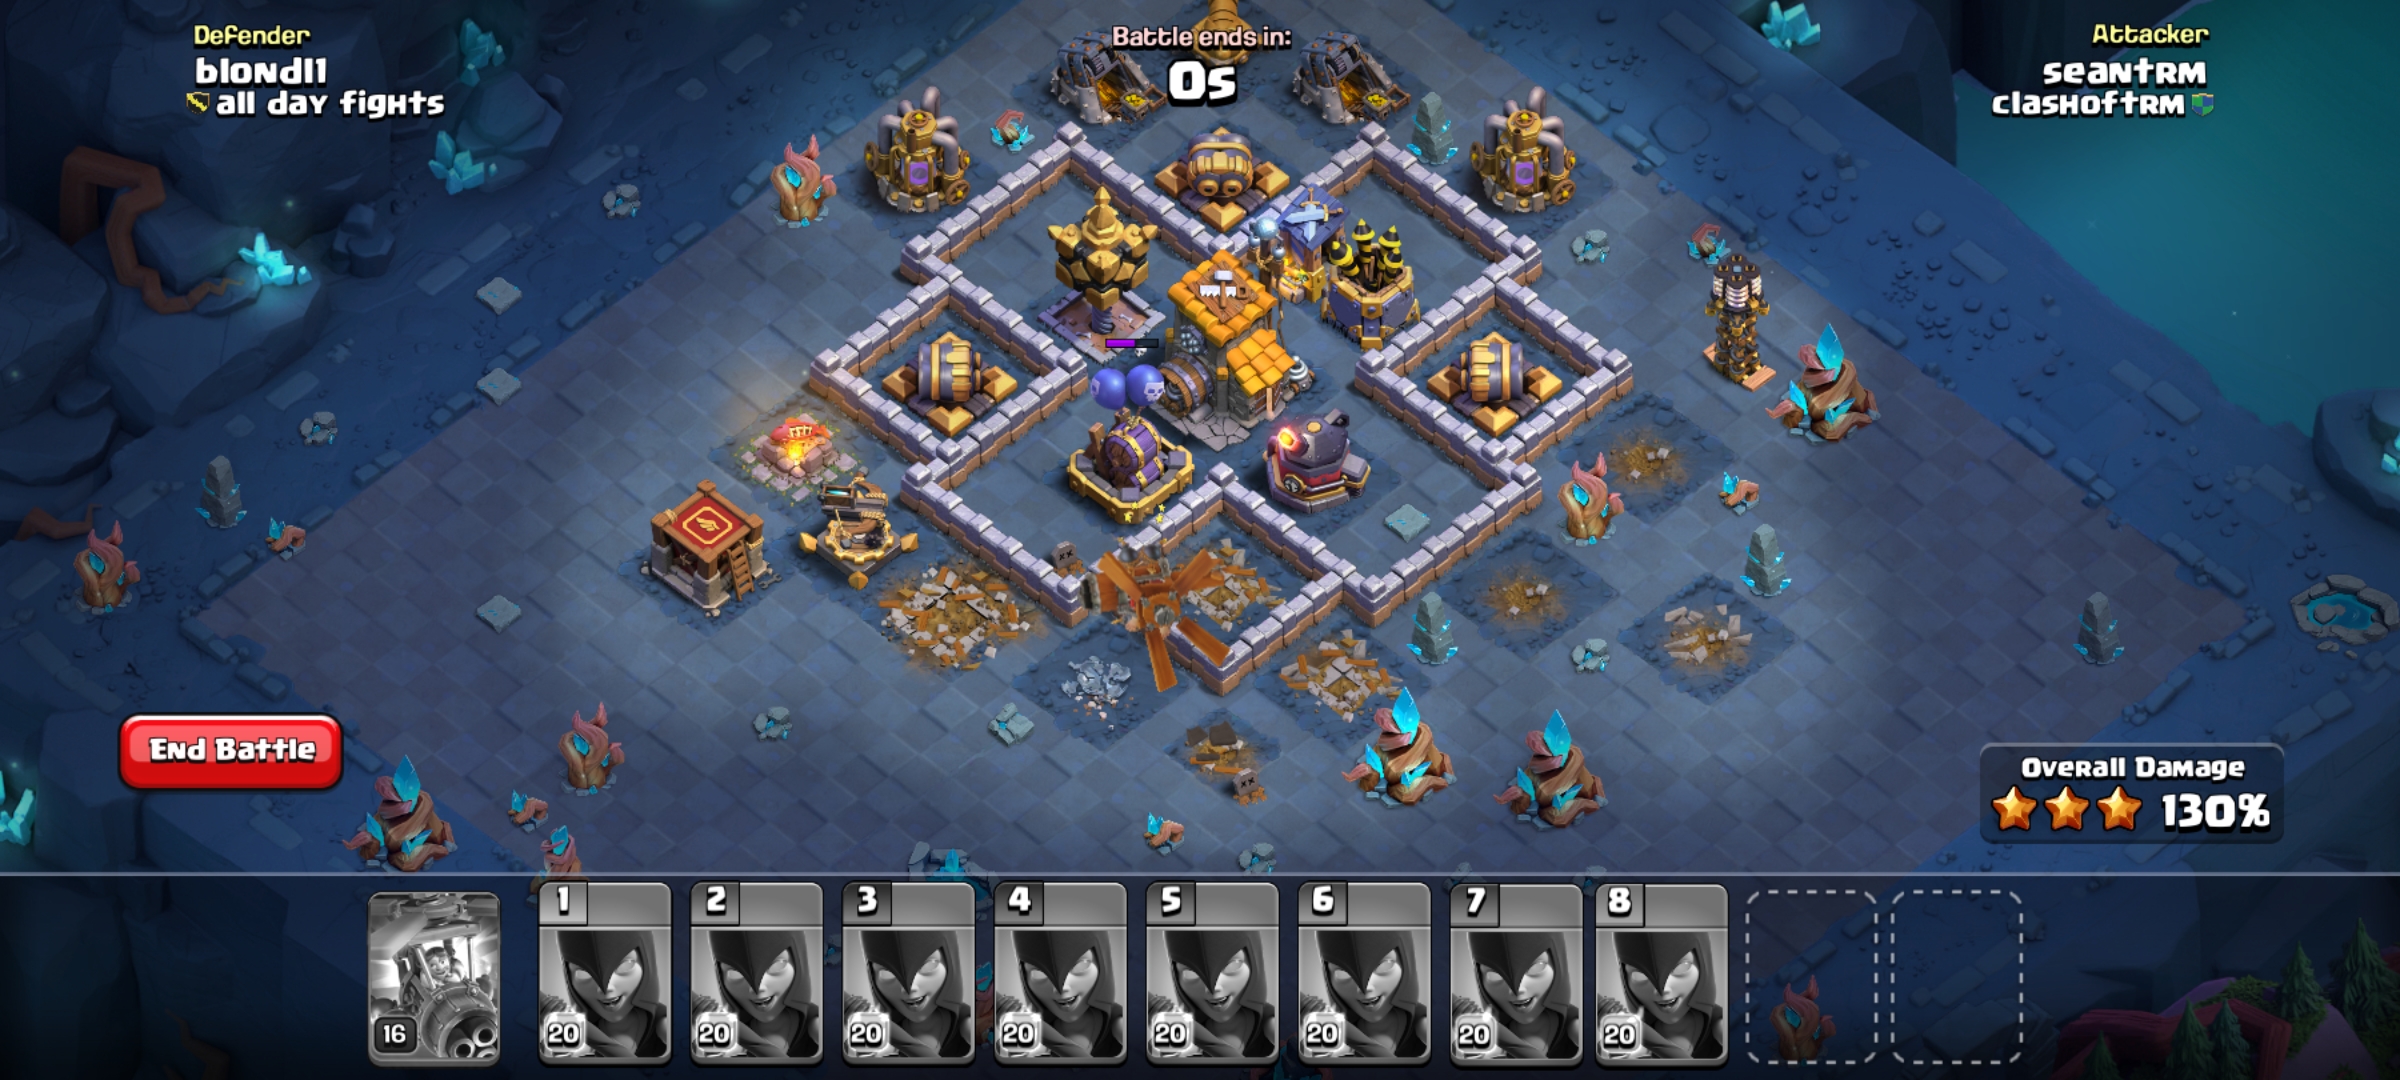 Defender
blondll
all day fights
Battle ends in:
0s
Attacker
seantrm
clashoftrm
End Battle
Overall Damage
130%
16
1
20
2
20
3
20
4
20
5
20
6
20
7
20
8
20